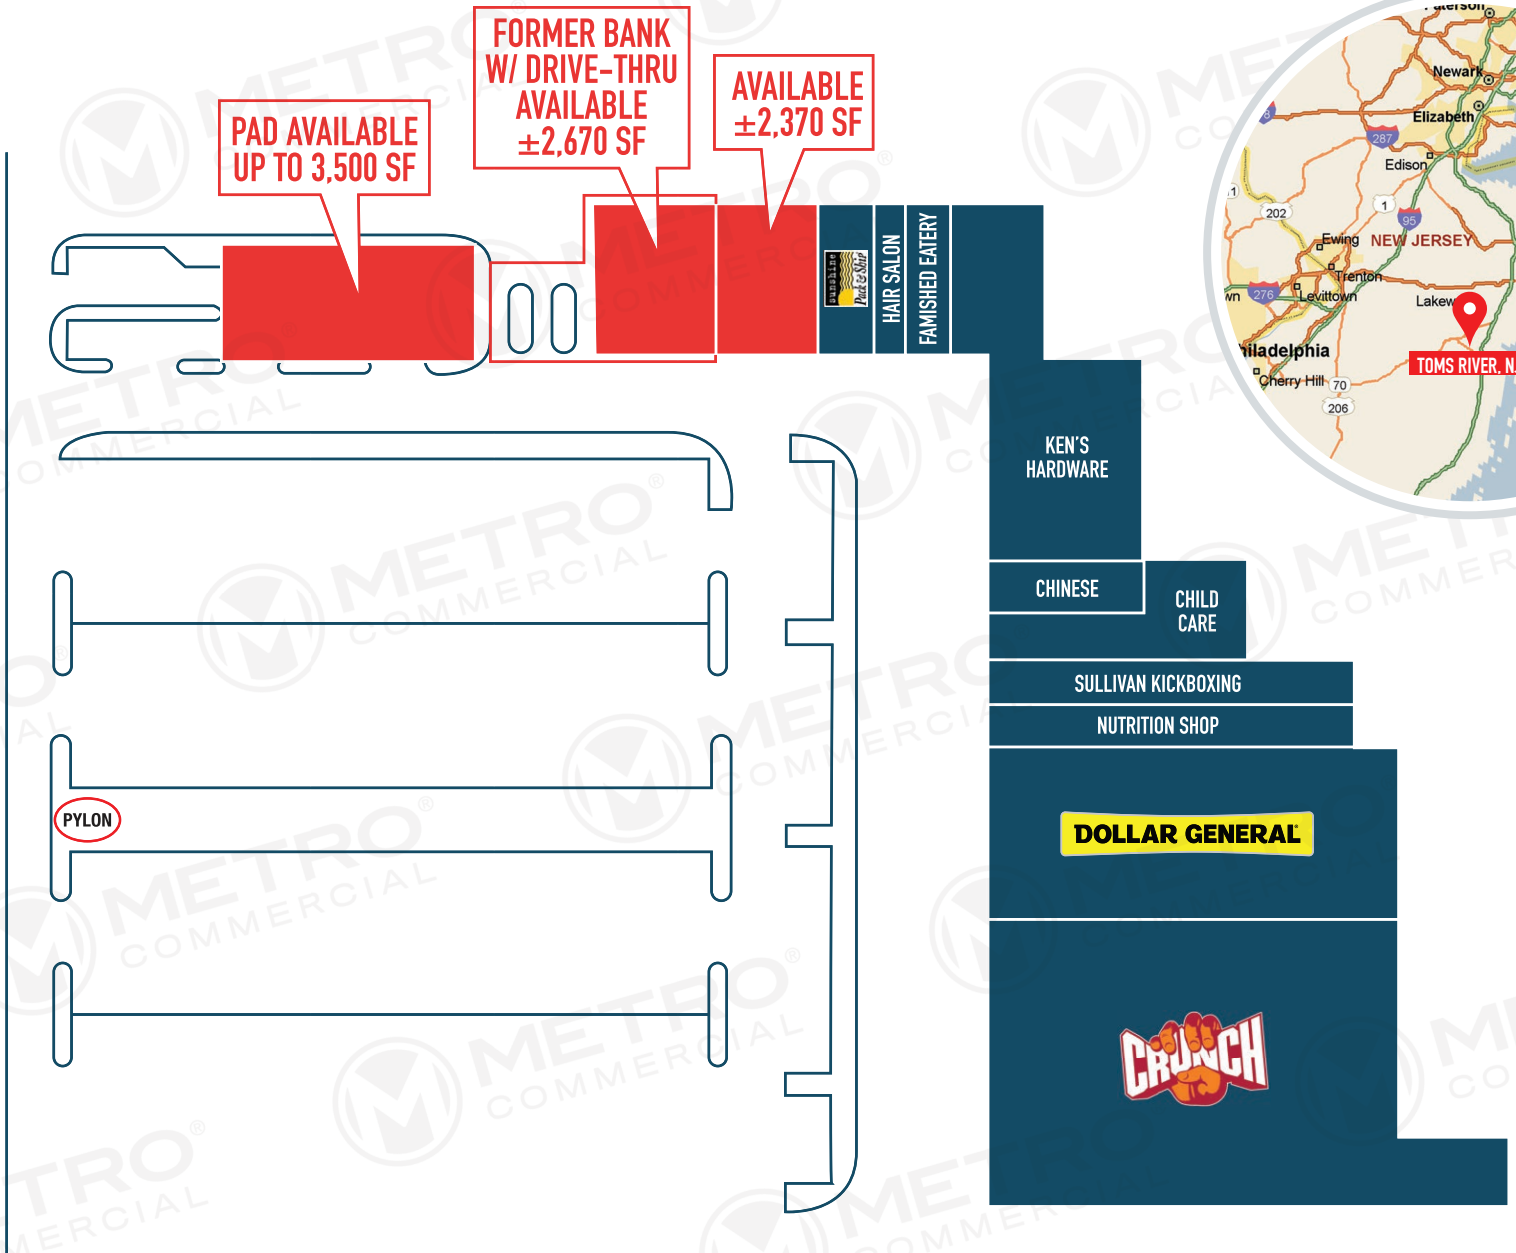 FORMER BANK
W/ DRIVE-THRU
AVAILABLE
±2,670 SF
AVAILABLE
±2,370 SF
PAD AVAILABLE
UP TO 3,500 SF
sunshine
Pack & Ship
HAIR SALON
FAMISHED EATERY
KEN'S
HARDWARE
CHINESE
CHILD
CARE
SULLIVAN KICKBOXING
NUTRITION SHOP
DOLLAR GENERAL
CRUNCH
PYLON
Newark
Elizabeth
287
Edison
1
202
95
NEW JERSEY
Ewing
Trenton
276
Levittown
Lakew
TOMS RIVER, N
Cherry Hill
70
206
METRO®
COMMERCIAL